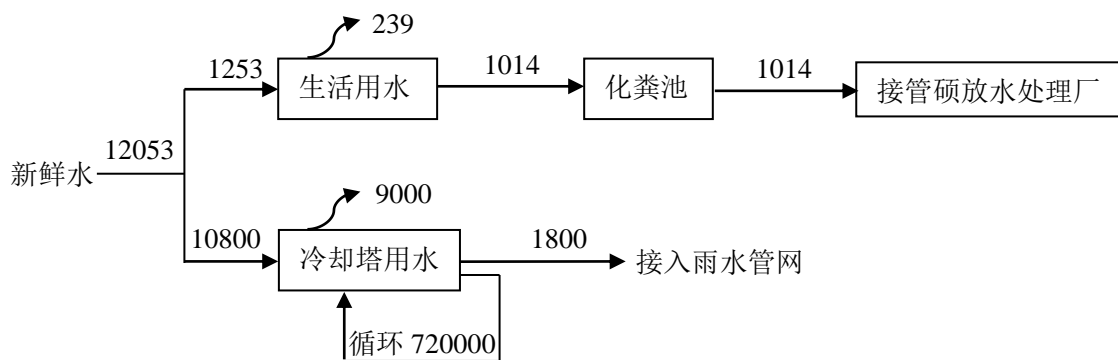 239
1253
生活用水
1014
化粪池
1014
接管硕放水处理厂
新鲜水
12053
9000
10800
冷却塔用水
1800
接入雨水管网
循环 720000